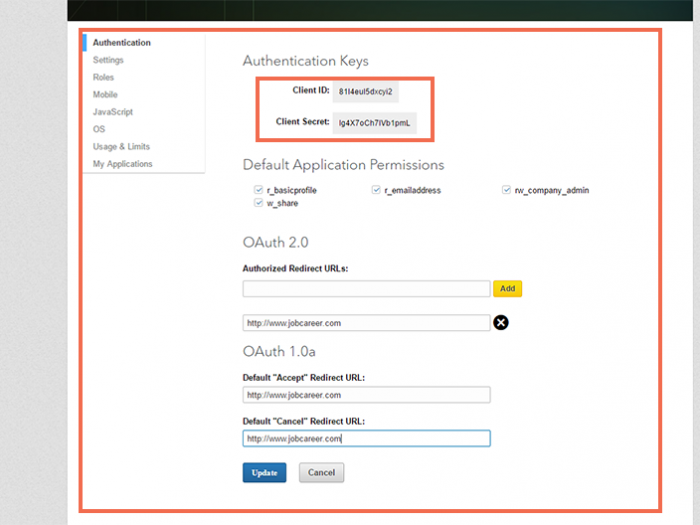 Authentication
Settings
Roles
Mobile
JavaScript
OS
Usage & Limits
My Applications
Authentication Keys
Client ID: 81l4eul5dxcyi2
Client Secret: Ig4X7oCh7lVb1pmL
Default Application Permissions
r_basicprofile r_emailaddress rw_company_admin
w_share
OAuth 2.0
Authorized Redirect URLs:
Add
http://www.jobcareer.com
OAuth 1.0a
Default "Accept" Redirect URL:
http://www.jobcareer.com
Default "Cancel" Redirect URL:
http://www.jobcareer.com
Update Cancel